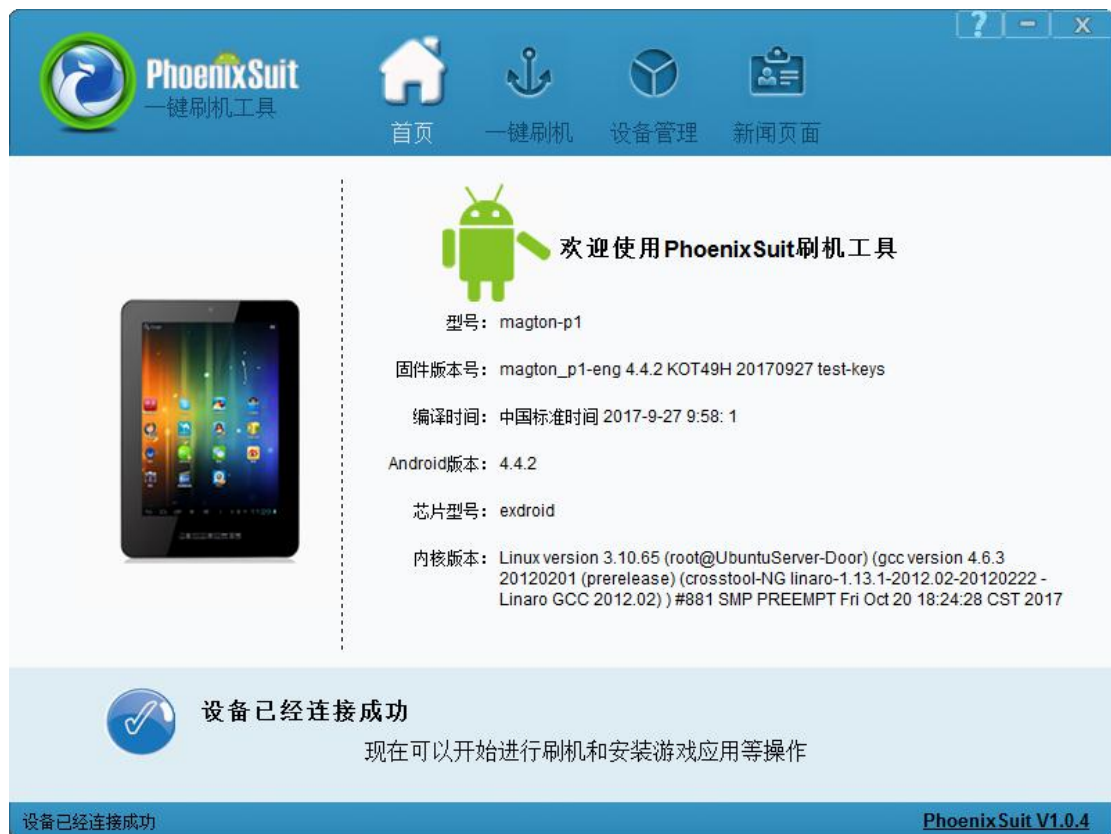 ? − X
PhoenixSuit
一键刷机工具
首页 一键刷机 设备管理 新闻页面
欢迎使用PhoenixSuit刷机工具
型号： magton-p1
固件版本号： magton_p1-eng 4.4.2 KOT49H 20170927 test-keys
编译时间： 中国标准时间 2017-9-27 9:58: 1
Android版本： 4.4.2
芯片型号： exdroid
内核版本： Linux version 3.10.65 (root@UbuntuServer-Door) (gcc version 4.6.3
20120201 (prerelease) (crosstool-NG linaro-1.13.1-2012.02-20120222 -
Linaro GCC 2012.02) ) #881 SMP PREEMPT Fri Oct 20 18:24:28 CST 2017
设备已经连接成功
现在可以开始进行刷机和安装游戏应用等操作
设备已经连接成功 PhoenixSuit V1.0.4